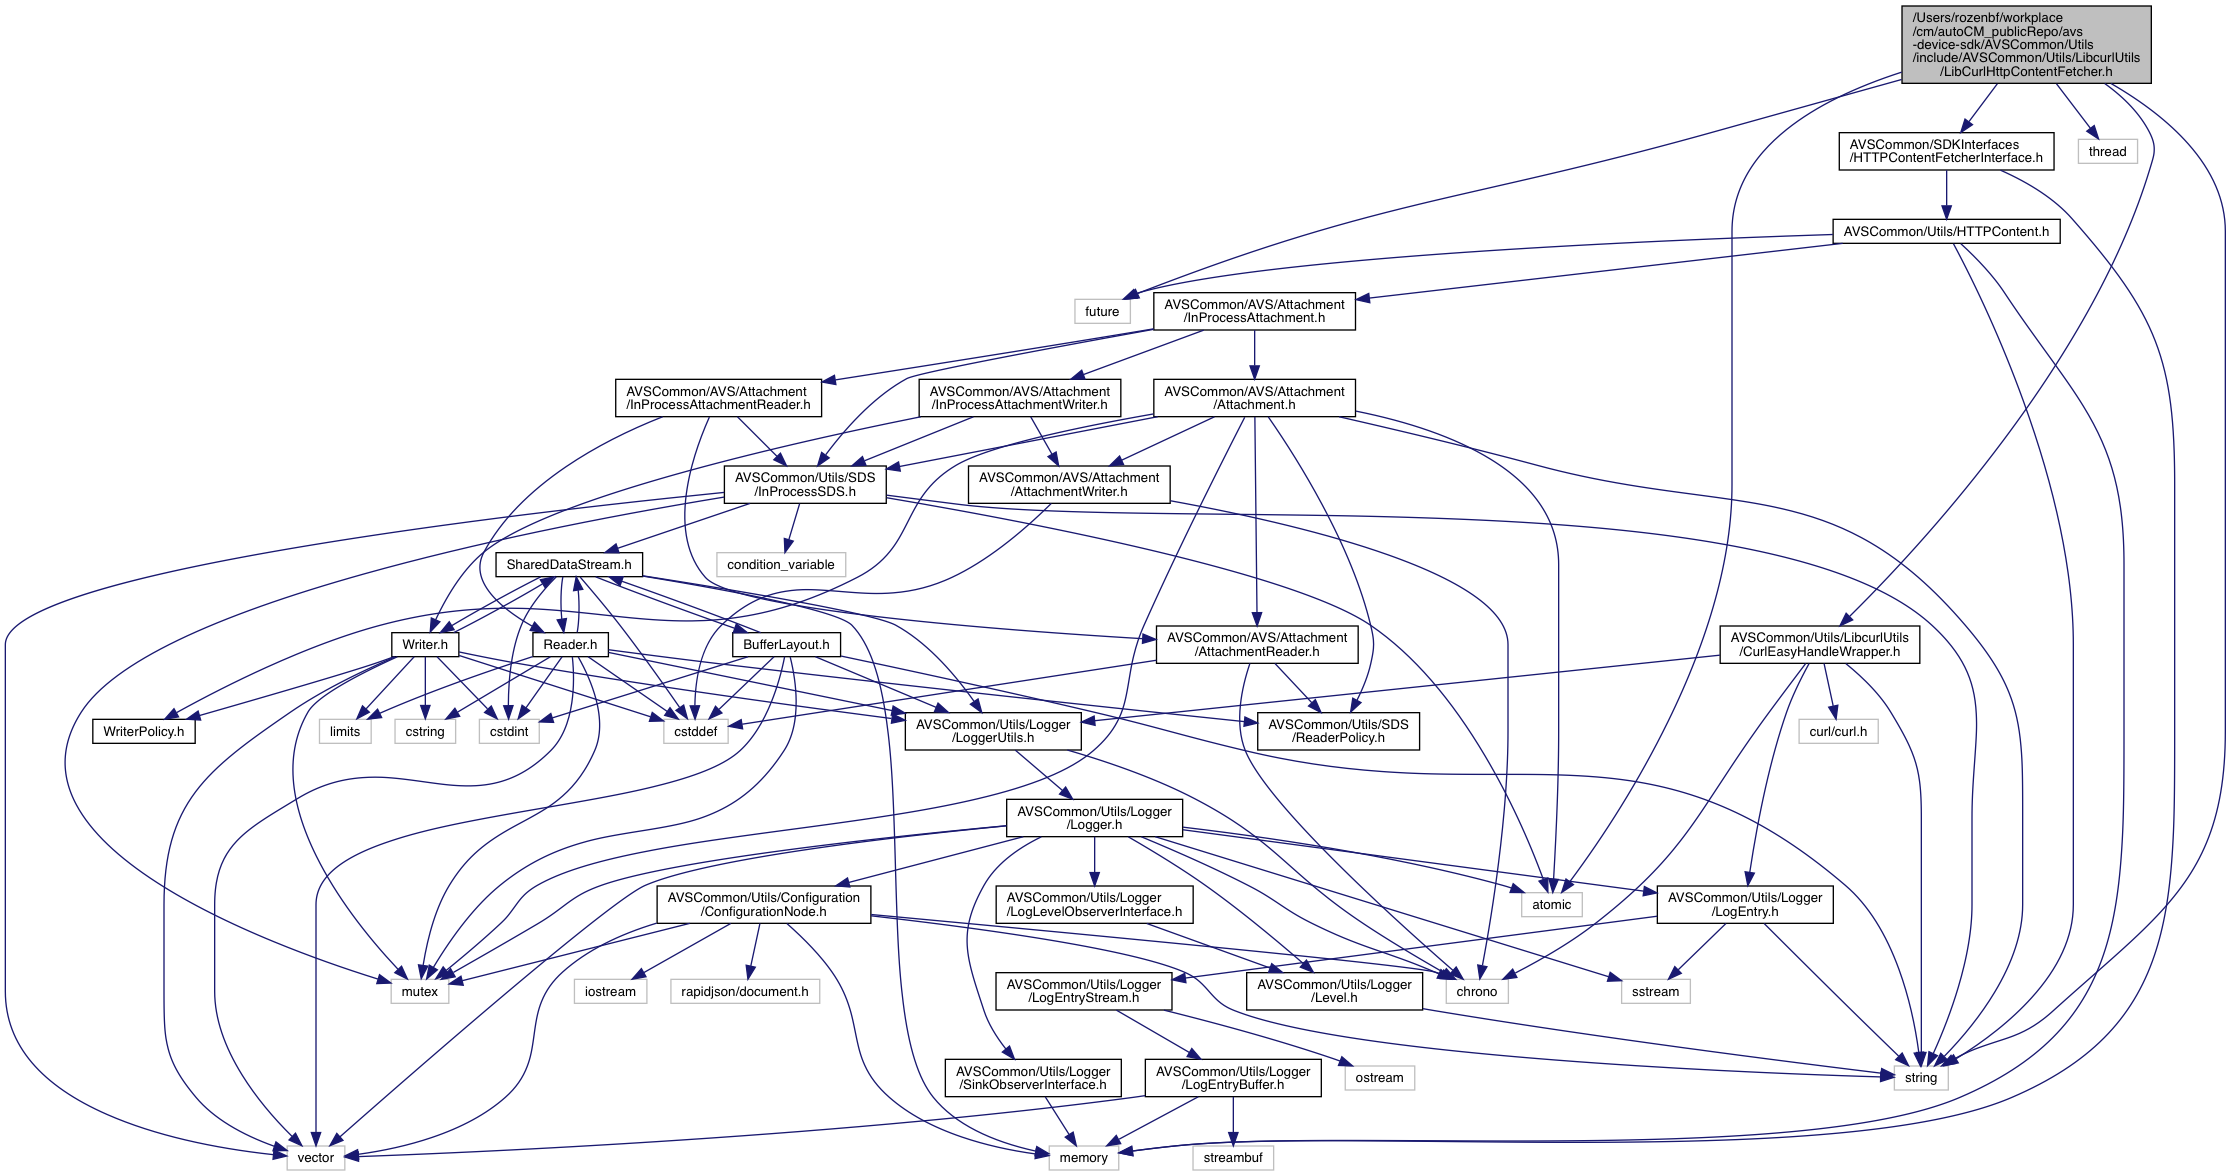 /Users/rozenbf/workplace
/cm/autoCM_publicRepo/avs
-device-sdk/AVSCommon/Utils
/include/AVSCommon/Utils/LibcurlUtils
/LibCurlHttpContentFetcher.h
AVSCommon/SDKInterfaces
/HTTPContentFetcherInterface.h
thread
AVSCommon/Utils/HTTPContent.h
future
AVSCommon/AVS/Attachment
/InProcessAttachment.h
AVSCommon/AVS/Attachment
/InProcessAttachmentReader.h
AVSCommon/AVS/Attachment
/InProcessAttachmentWriter.h
AVSCommon/AVS/Attachment
/Attachment.h
AVSCommon/Utils/SDS
/InProcessSDS.h
AVSCommon/AVS/Attachment
/AttachmentWriter.h
SharedDataStream.h
condition_variable
Writer.h
Reader.h
BufferLayout.h
AVSCommon/AVS/Attachment
/AttachmentReader.h
AVSCommon/Utils/LibcurlUtils
/CurlEasyHandleWrapper.h
WriterPolicy.h
limits
cstring
cstdint
cstddef
AVSCommon/Utils/Logger
/LoggerUtils.h
AVSCommon/Utils/SDS
/ReaderPolicy.h
curl/curl.h
AVSCommon/Utils/Logger
/Logger.h
AVSCommon/Utils/Configuration
/ConfigurationNode.h
AVSCommon/Utils/Logger
/LogLevelObserverInterface.h
atomic
AVSCommon/Utils/Logger
/LogEntry.h
mutex
iostream
rapidjson/document.h
AVSCommon/Utils/Logger
/LogEntryStream.h
AVSCommon/Utils/Logger
/Level.h
chrono
sstream
AVSCommon/Utils/Logger
/SinkObserverInterface.h
AVSCommon/Utils/Logger
/LogEntryBuffer.h
ostream
string
vector
memory
streambuf